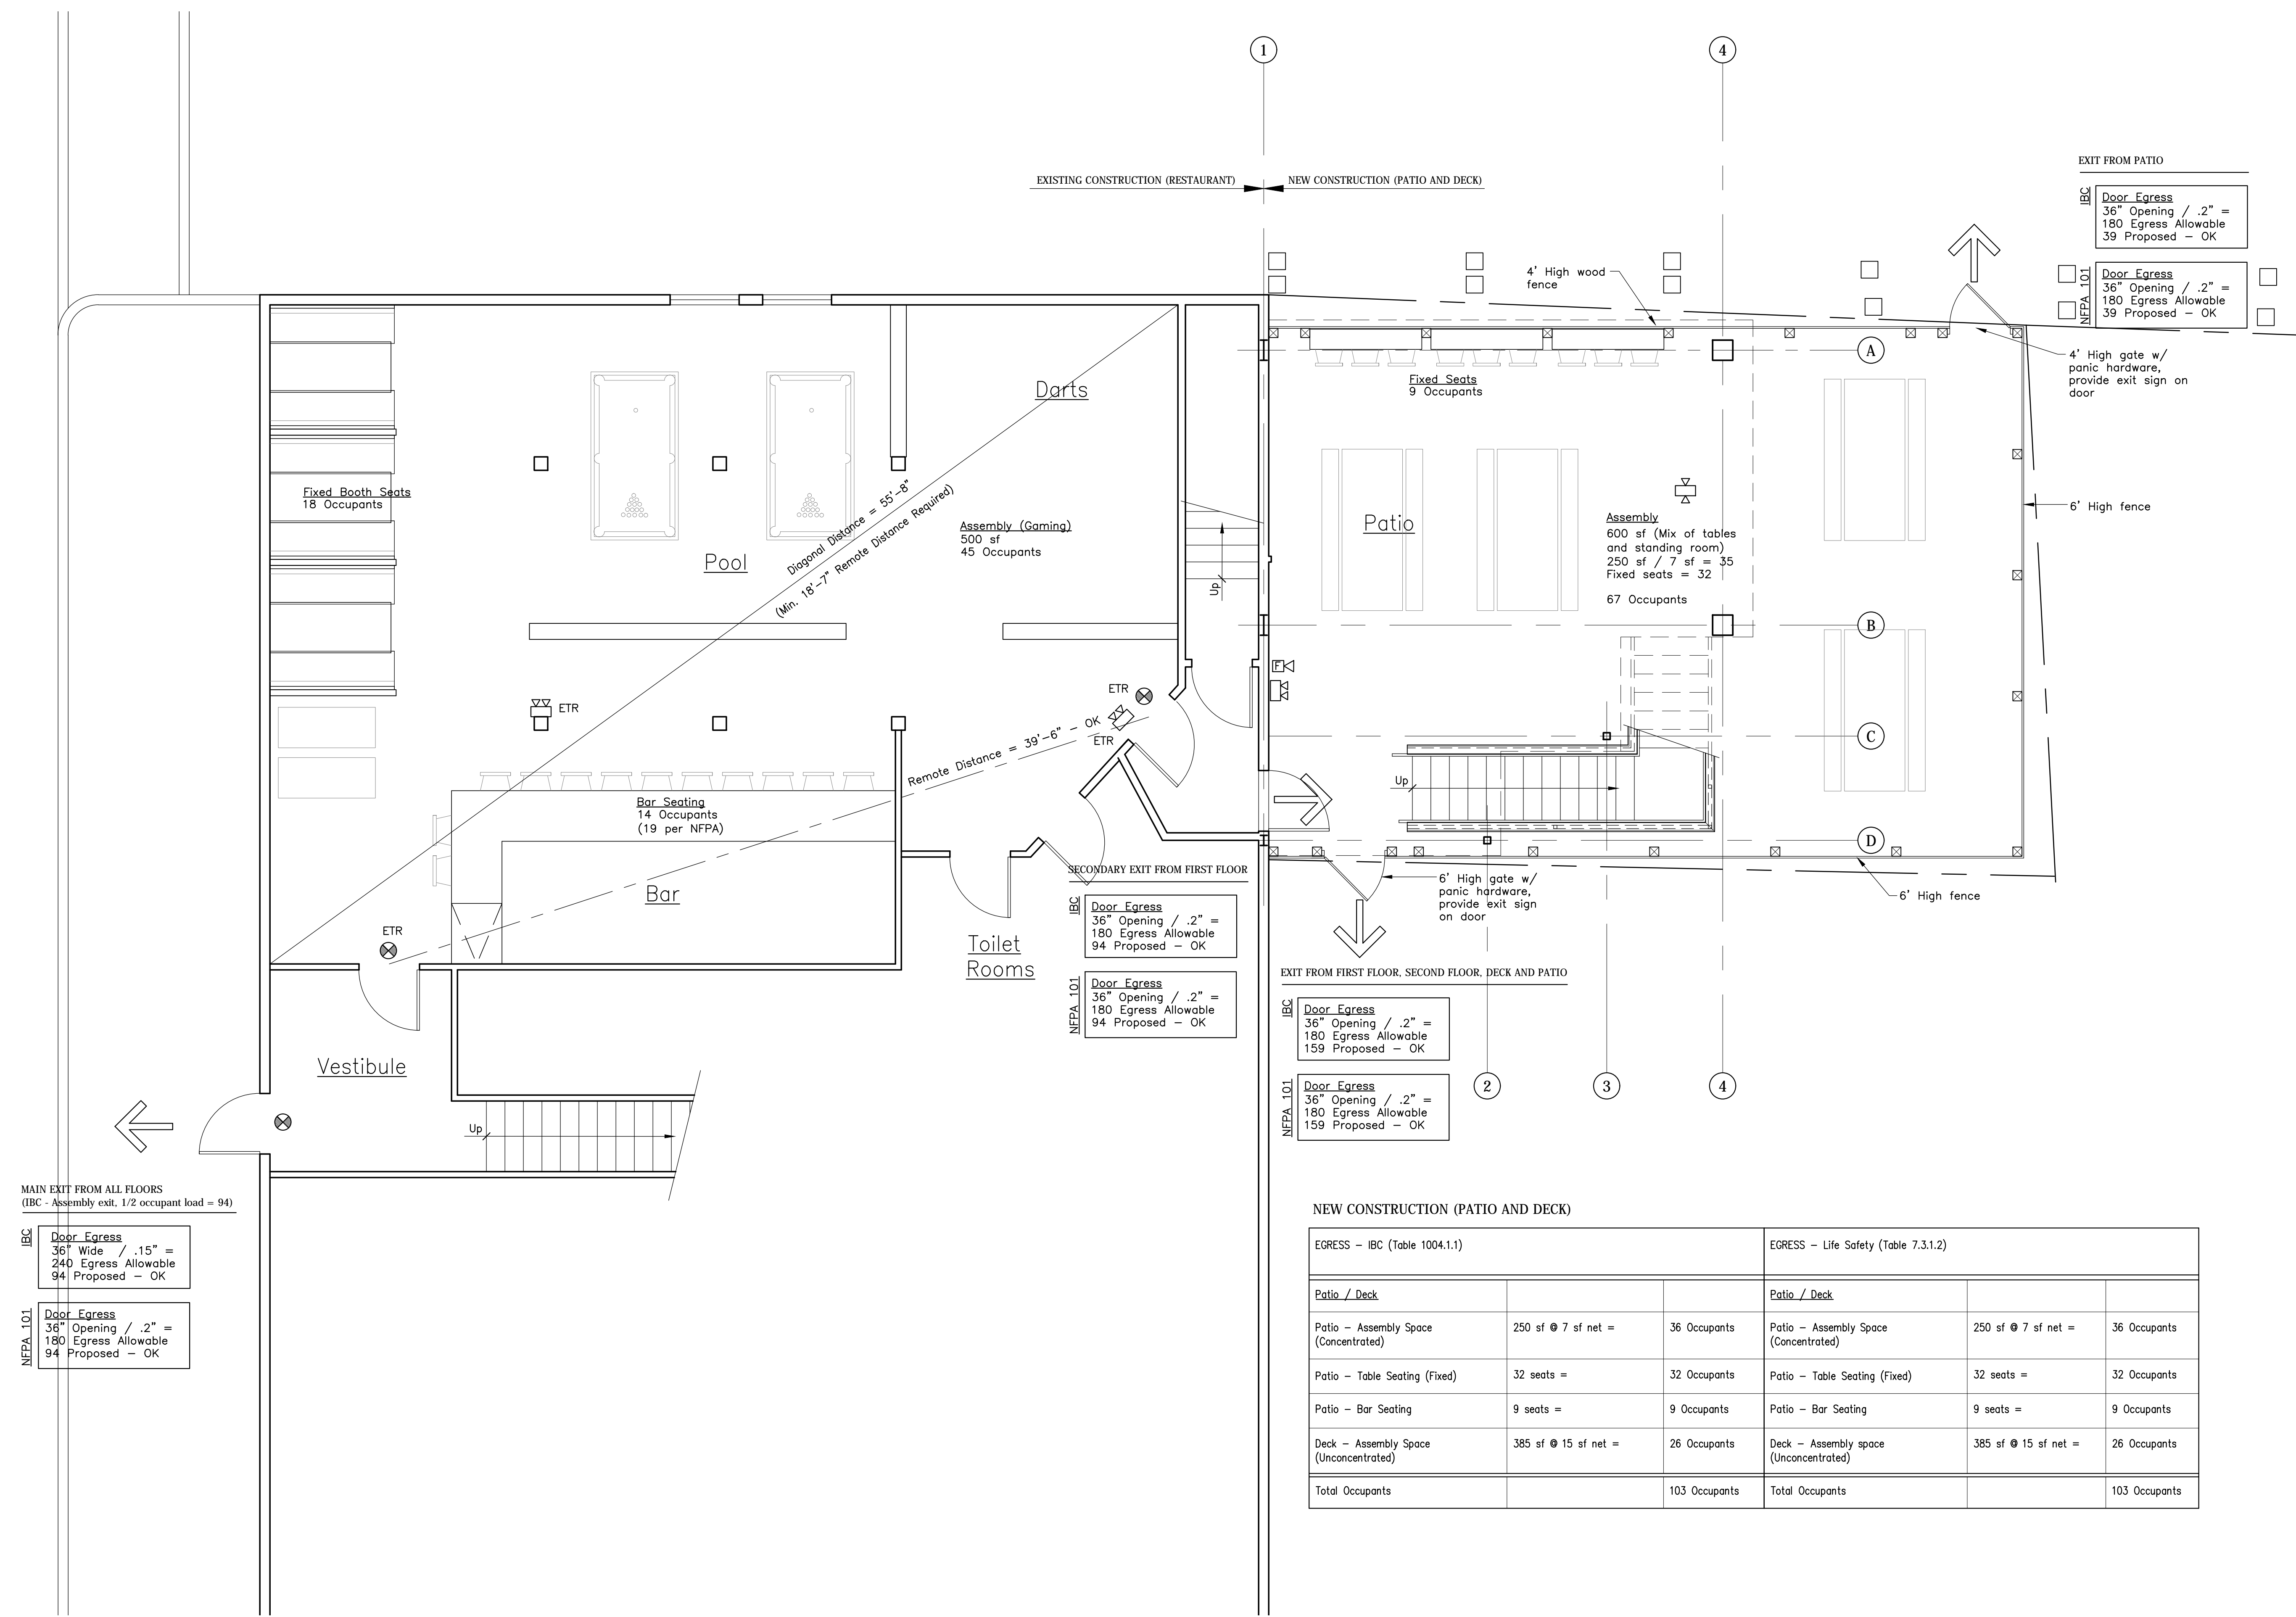 1
4
EXISTING CONSTRUCTION (RESTAURANT)
NEW CONSTRUCTION (PATIO AND DECK)
EXIT FROM PATIO
IBC
Door Egress
36" Opening / .2" =
180 Egress Allowable
39 Proposed – OK
NFPA 101
Door Egress
36" Opening / .2" =
180 Egress Allowable
39 Proposed – OK
4' High wood
fence
4' High gate w/
panic hardware,
provide exit sign on
door
A
Fixed Seats
9 Occupants
Darts
Fixed Booth Seats
18 Occupants
Diagonal Distance = 55'-8"
(Min. 18'-7" Remote Distance Required)
Assembly (Gaming)
500 sf
45 Occupants
Pool
Up
Patio
Assembly
600 sf (Mix of tables
and standing room)
250 sf / 7 sf = 35
Fixed seats = 32
67 Occupants
6' High fence
B
F
ETR
ETR
ETR
Remote Distance = 39'-6" – OK
C
Up
Bar Seating
14 Occupants
(19 per NFPA)
Bar
D
6' High gate w/
panic hardware,
provide exit sign
on door
6' High fence
ETR
Toilet
Rooms
SECONDARY EXIT FROM FIRST FLOOR
IBC
Door Egress
36" Opening / .2" =
180 Egress Allowable
94 Proposed – OK
NFPA 101
Door Egress
36" Opening / .2" =
180 Egress Allowable
94 Proposed – OK
EXIT FROM FIRST FLOOR, SECOND FLOOR, DECK AND PATIO
IBC
Door Egress
36" Opening / .2" =
180 Egress Allowable
159 Proposed – OK
NFPA 101
Door Egress
36" Opening / .2" =
180 Egress Allowable
159 Proposed – OK
2
3
4
Vestibule
Up
MAIN EXIT FROM ALL FLOORS
(IBC - Assembly exit, 1/2 occupant load = 94)
IBC
Door Egress
36" Wide / .15" =
240 Egress Allowable
94 Proposed – OK
NFPA 101
Door Egress
36" Opening / .2" =
180 Egress Allowable
94 Proposed – OK
NEW CONSTRUCTION (PATIO AND DECK)
EGRESS – IBC (Table 1004.1.1)
EGRESS – Life Safety (Table 7.3.1.2)
Patio / Deck
Patio / Deck
Patio – Assembly Space 250 sf @ 7 sf net = 36 Occupants
(Concentrated)
Patio – Assembly Space 250 sf @ 7 sf net = 36 Occupants
(Concentrated)
Patio – Table Seating (Fixed) 32 seats = 32 Occupants
Patio – Table Seating (Fixed) 32 seats = 32 Occupants
Patio – Bar Seating 9 seats = 9 Occupants
Patio – Bar Seating 9 seats = 9 Occupants
Deck – Assembly Space 385 sf @ 15 sf net = 26 Occupants
(Unconcentrated)
Deck – Assembly space 385 sf @ 15 sf net = 26 Occupants
(Unconcentrated)
Total Occupants 103 Occupants
Total Occupants 103 Occupants